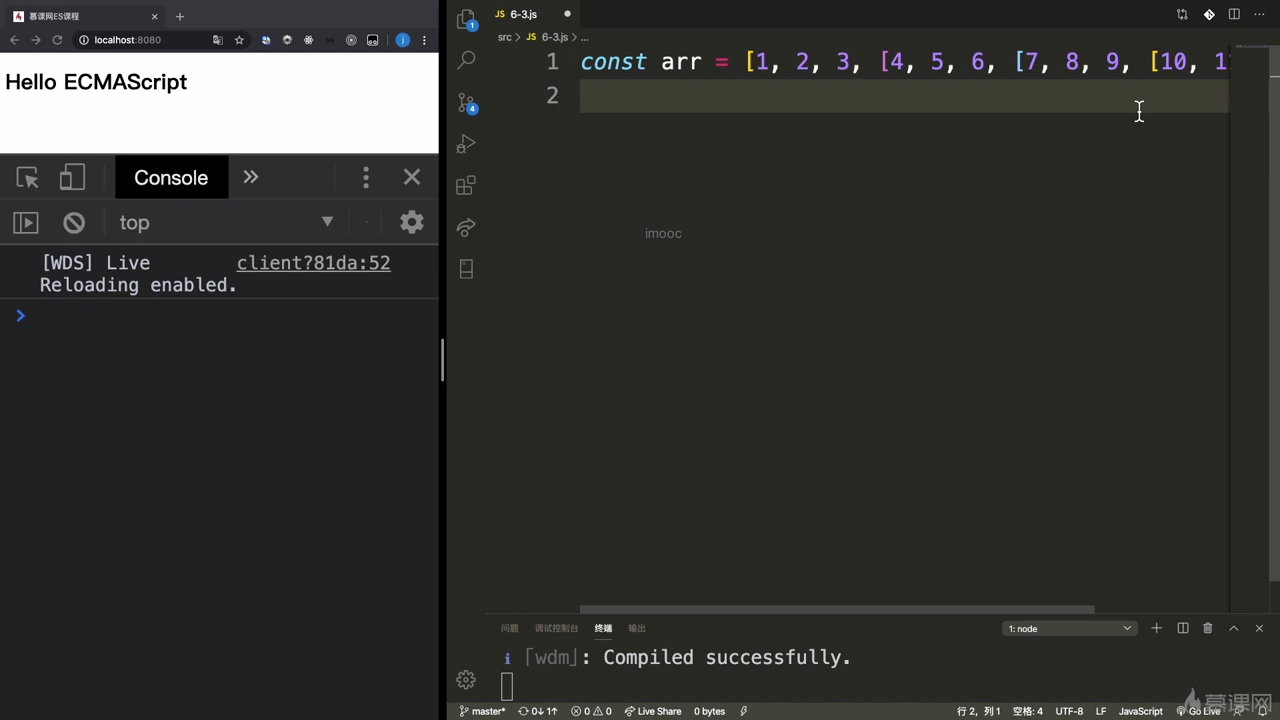 慕课网ES课程
localhost:8080
Hello ECMAScript
Console
top
[WDS] Live
client?81da:52
Reloading enabled.
6-3.js
src > JS 6-3.js > ...
1 const arr = [1, 2, 3, [4, 5, 6, [7, 8, 9, [10, 1
2
imooc
问题 调试控制台 终端 输出
1: node
i ｢wdm｣: Compiled successfully.
master* 0↓ 1↑ 0 0 Live Share 0 bytes
行 2，列 1 空格: 4 UTF-8 LF JavaScript Go Live
慕课网